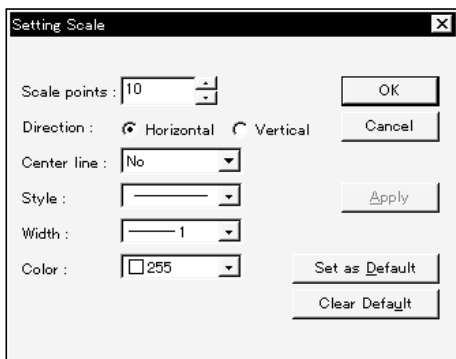 Setting Scale
Scale points : 10
OK
Direction : Horizontal Vertical
Cancel
Center line : No
Style :
Apply
Width : 1
Color : 255
Set as Default
Clear Default